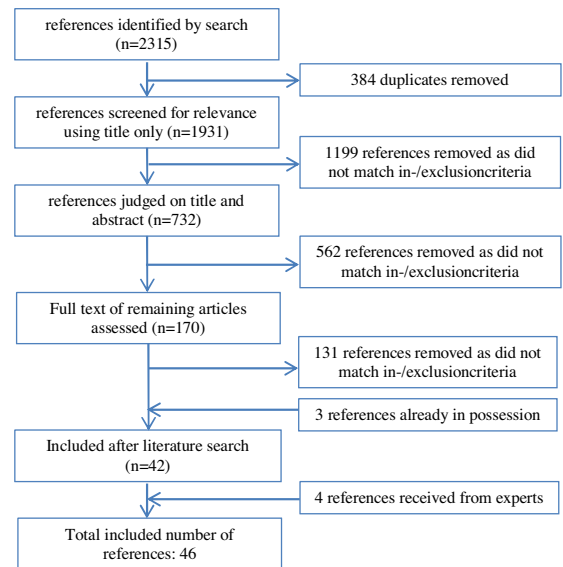 references identified by search
(n=2315)
384 duplicates removed
references screened for relevance
using title only (n=1931)
1199 references removed as did
not match in-/exclusioncriteria
references judged on title and
abstract (n=732)
562 references removed as did not
match in-/exclusioncriteria
Full text of remaining articles
assessed (n=170)
131 references removed as did not
match in-/exclusioncriteria
3 references already in possession
Included after literature search
(n=42)
4 references received from experts
Total included number of
references: 46